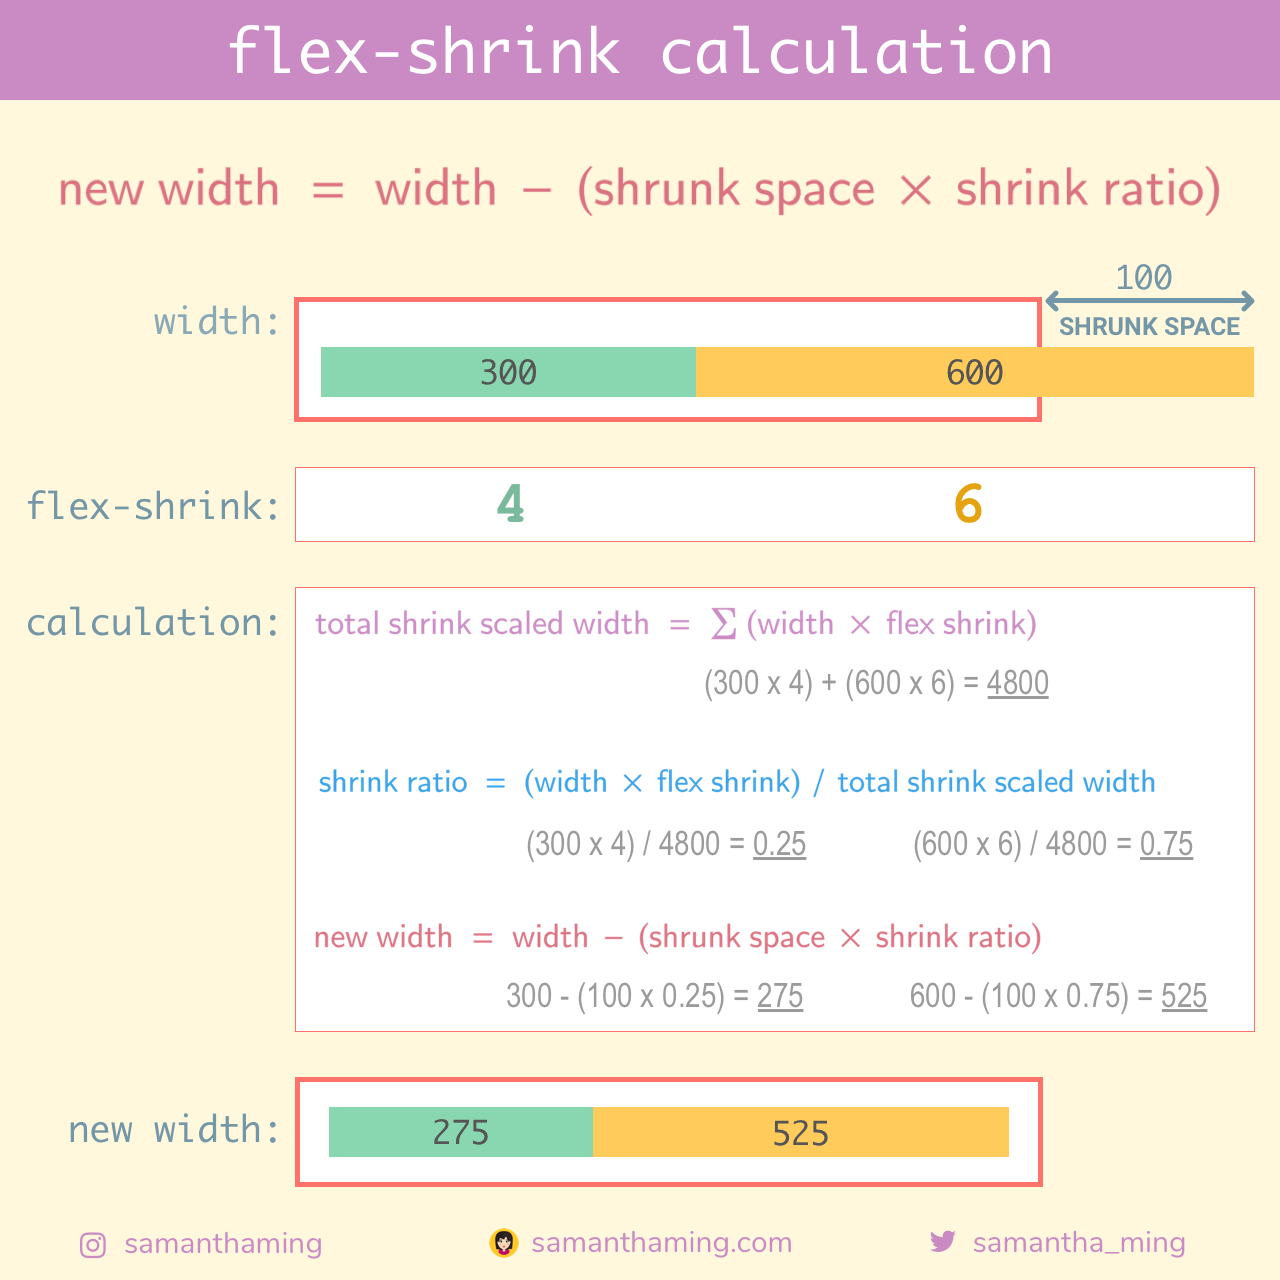 flex-shrink calculation
new width = width − (shrunk space × shrink ratio)
100
width:
SHRUNK SPACE
300 600
flex-shrink: 4 6
calculation: total shrink scaled width = Σ (width × flex shrink)
(300 x 4) + (600 x 6) = 4800
shrink ratio = (width × flex shrink) / total shrink scaled width
(300 x 4) / 4800 = 0.25 (600 x 6) / 4800 = 0.75
new width = width − (shrunk space × shrink ratio)
300 - (100 x 0.25) = 275 600 - (100 x 0.75) = 525
new width: 275 525
samanthaming samanthaming.com samantha_ming